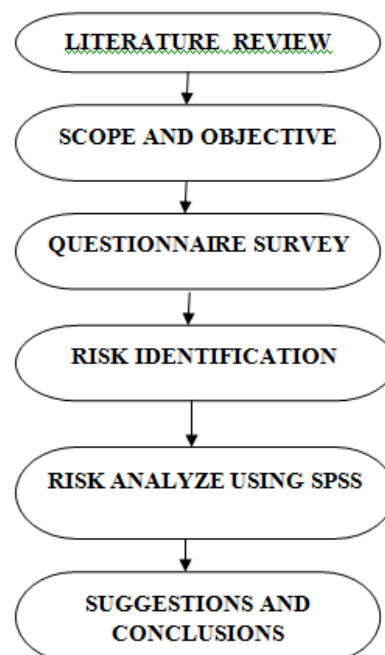 LITERATURE REVIEW
SCOPE AND OBJECTIVE
QUESTIONNAIRE SURVEY
RISK IDENTIFICATION
RISK ANALYZE USING SPSS
SUGGESTIONS AND
CONCLUSIONS